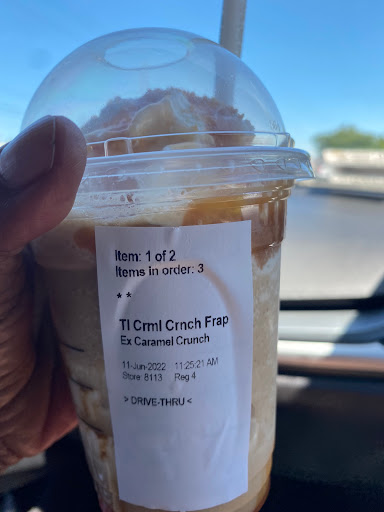 Item: 1 of 2
Items in order: 3
* *
Tl Crml Crnch Frap
Ex Caramel Crunch
11-Jun-2022 11:25:21 AM
Store: 8113 Reg 4
> DRIVE-THRU <